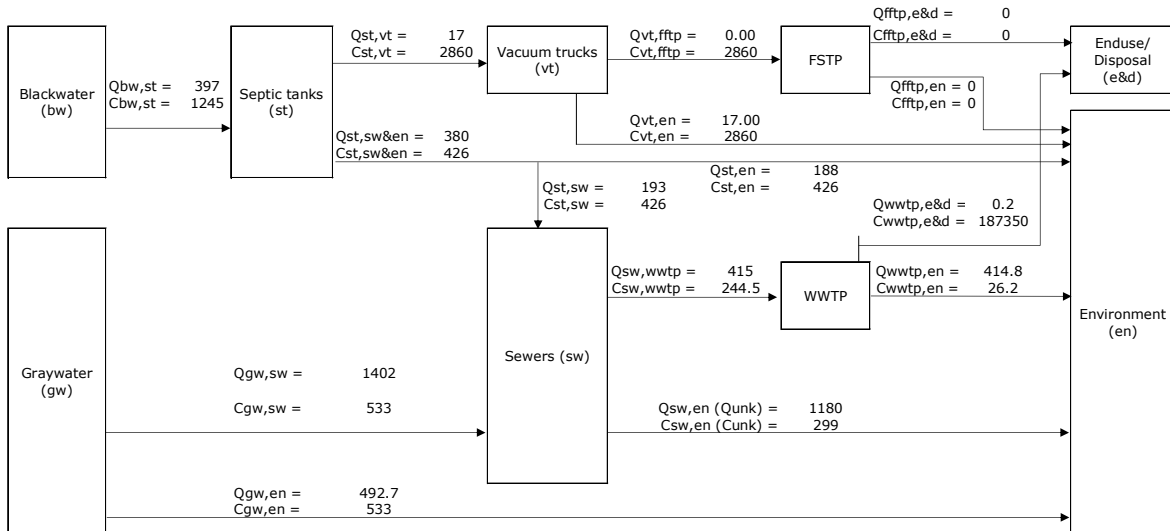 Qst,vt = 17
Cst,vt = 2860
Qvt,fftp = 0.00
Cvt,fftp = 2860
Qfftp,e&d = 0
Cfftp,e&d = 0
Enduse/
Disposal
(e&d)
Blackwater
(bw)
Qbw,st = 397
Cbw,st = 1245
Septic tanks
(st)
Vacuum trucks
(vt)
FSTP
Qfftp,en = 0
Cfftp,en = 0
Qvt,en = 17.00
Cvt,en = 2860
Qst,sw&en = 380
Cst,sw&en = 426
Qst,en = 188
Cst,en = 426
Qst,sw = 193
Cst,sw = 426
Qwwtp,e&d = 0.2
Cwwtp,e&d = 187350
Qsw,wwtp = 415
Csw,wwtp = 244.5
WWTP
Qwwtp,en = 414.8
Cwwtp,en = 26.2
Environment
(en)
Sewers (sw)
Graywater
(gw)
Qgw,sw = 1402
Cgw,sw = 533
Qsw,en (Qunk) = 1180
Csw,en (Cunk) = 299
Qgw,en = 492.7
Cgw,en = 533